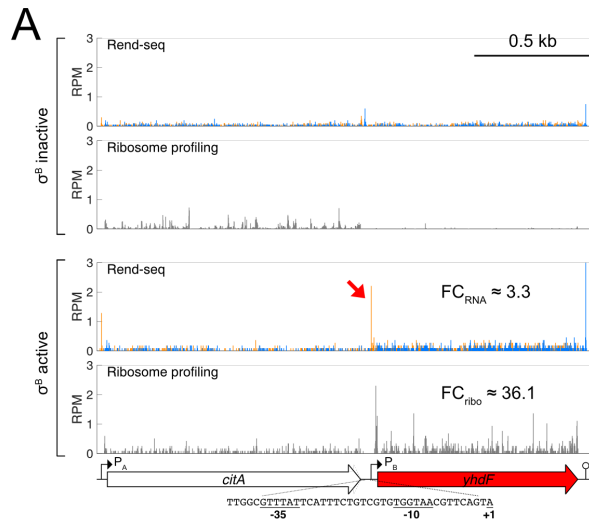 A
0.5 kb
Rend-seq
3
2
1
0
RPM
Ribosome profiling
3
2
1
0
RPM
σB inactive
Rend-seq
3
2
1
0
RPM
FCRNA ≈ 3.3
Ribosome profiling
3
2
1
0
RPM
FCribo ≈ 36.1
σB active
PA
PB
citA
yhdF
TTGGCGTTTATTCATTTCTGTCGTGTGGTAACGTTCAGTA
-35
-10
+1